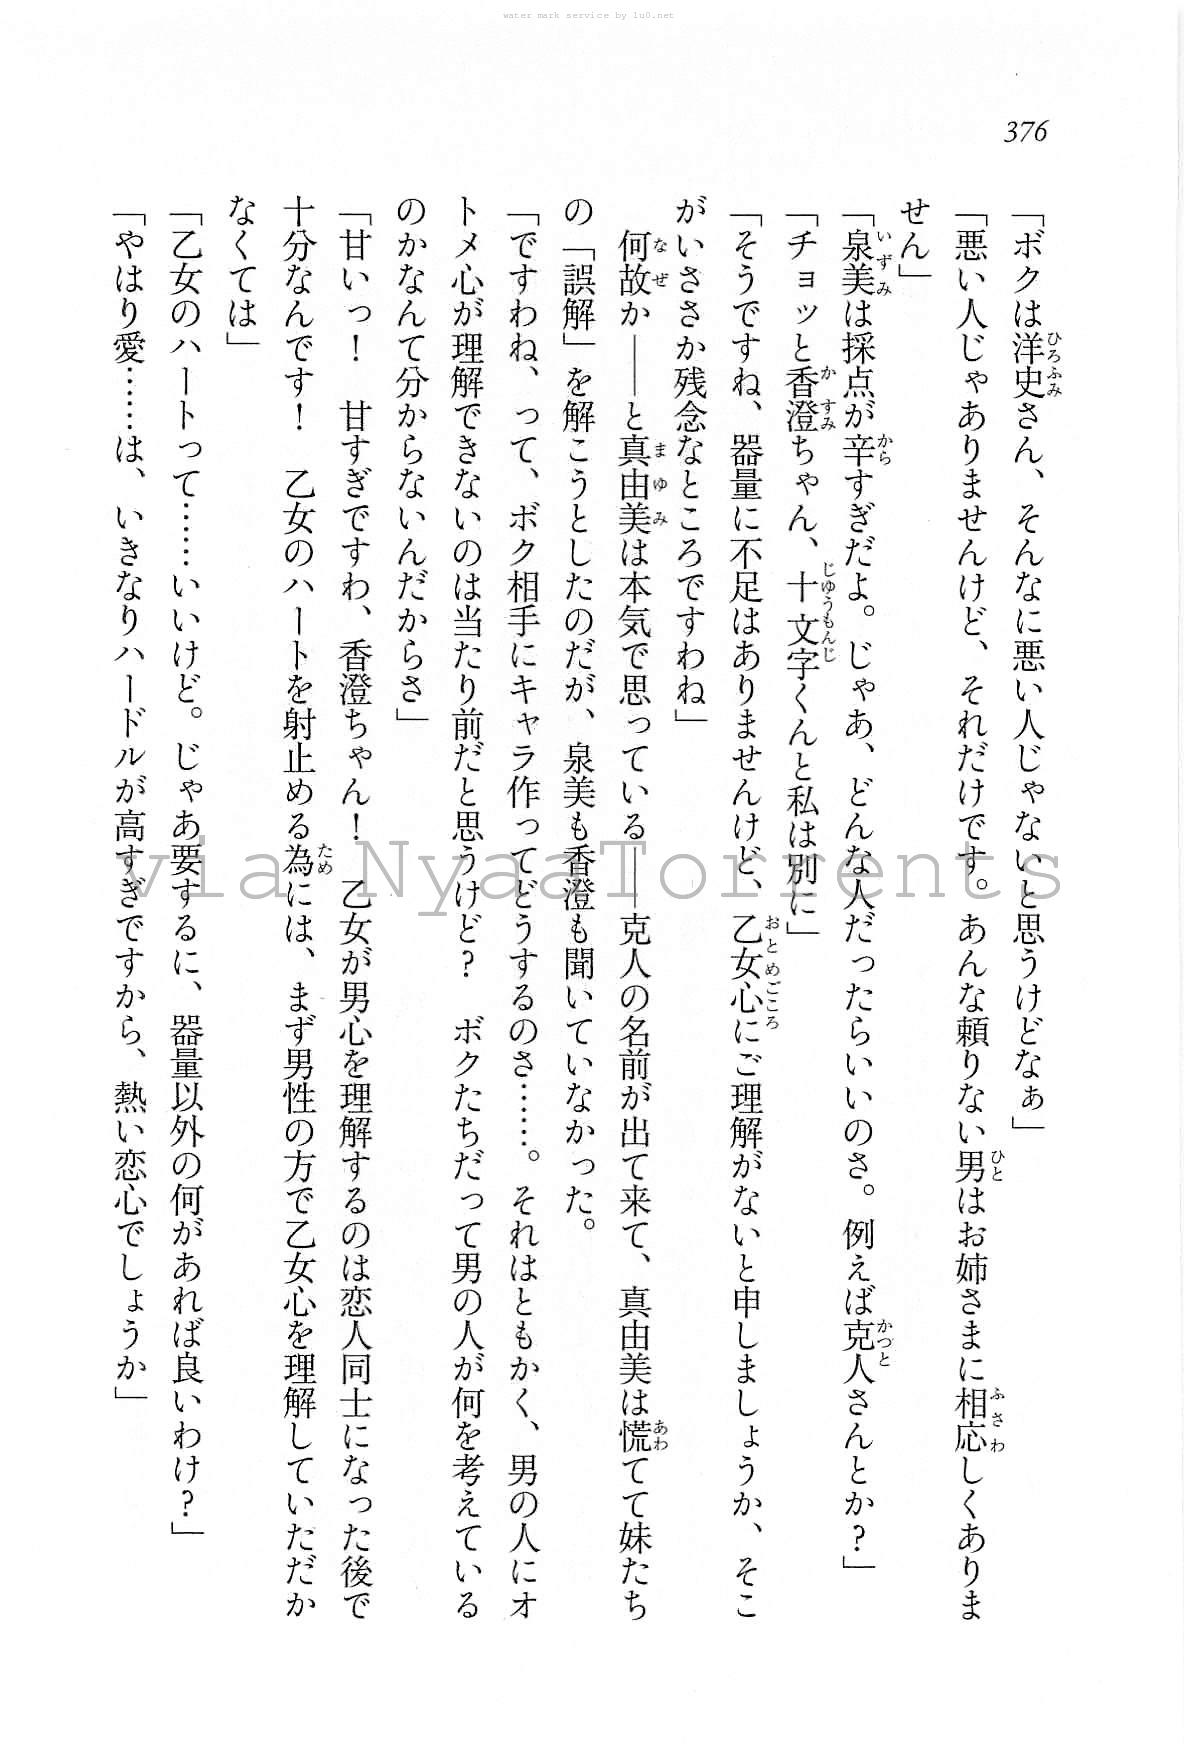 water mark service by lu0.net
376
「ボクは洋史さん、そんなに悪い人じゃないと思うけどなぁ」
「悪い人じゃありませんけど、それだけです。あんな頼りない男はお姉さまに相応しくありま
せん」
「泉美は採点が辛すぎだよ。じゃあ、どんな人だったらいいのさ。例えば克人さんとか？」
「チョッと香澄ちゃん、十文字くんと私は別に」
「そうですね、器量に不足はありませんけど、乙女心にご理解がないと申しましょうか、そこ
がいささか残念なところですわね」
　何故か――と真由美は本気で思っている――克人の名前が出て来て、真由美は慌てて妹たち
の「誤解」を解こうとしたのだが、泉美も香澄も聞いていなかった。
「ですわね、って、ボク相手にキャラ作ってどうするのさ……。それはともかく、男の人にオ
トメ心が理解できないのは当たり前だと思うけど？　ボクたちだって男の人が何を考えている
のかなんて分からないんだからさ」
「甘いっ！　甘すぎですわ、香澄ちゃん！　乙女が男心を理解するのは恋人同士になった後で
十分なんです！　乙女のハートを射止める為には、まず男性の方で乙女心を理解していただか
なくては」
「乙女のハートって……いいけど。じゃあ要するに、器量以外の何があれば良いわけ？」
「やはり愛……は、いきなりハードルが高すぎですから、熱い恋心でしょうか」
via NyaaTorrents